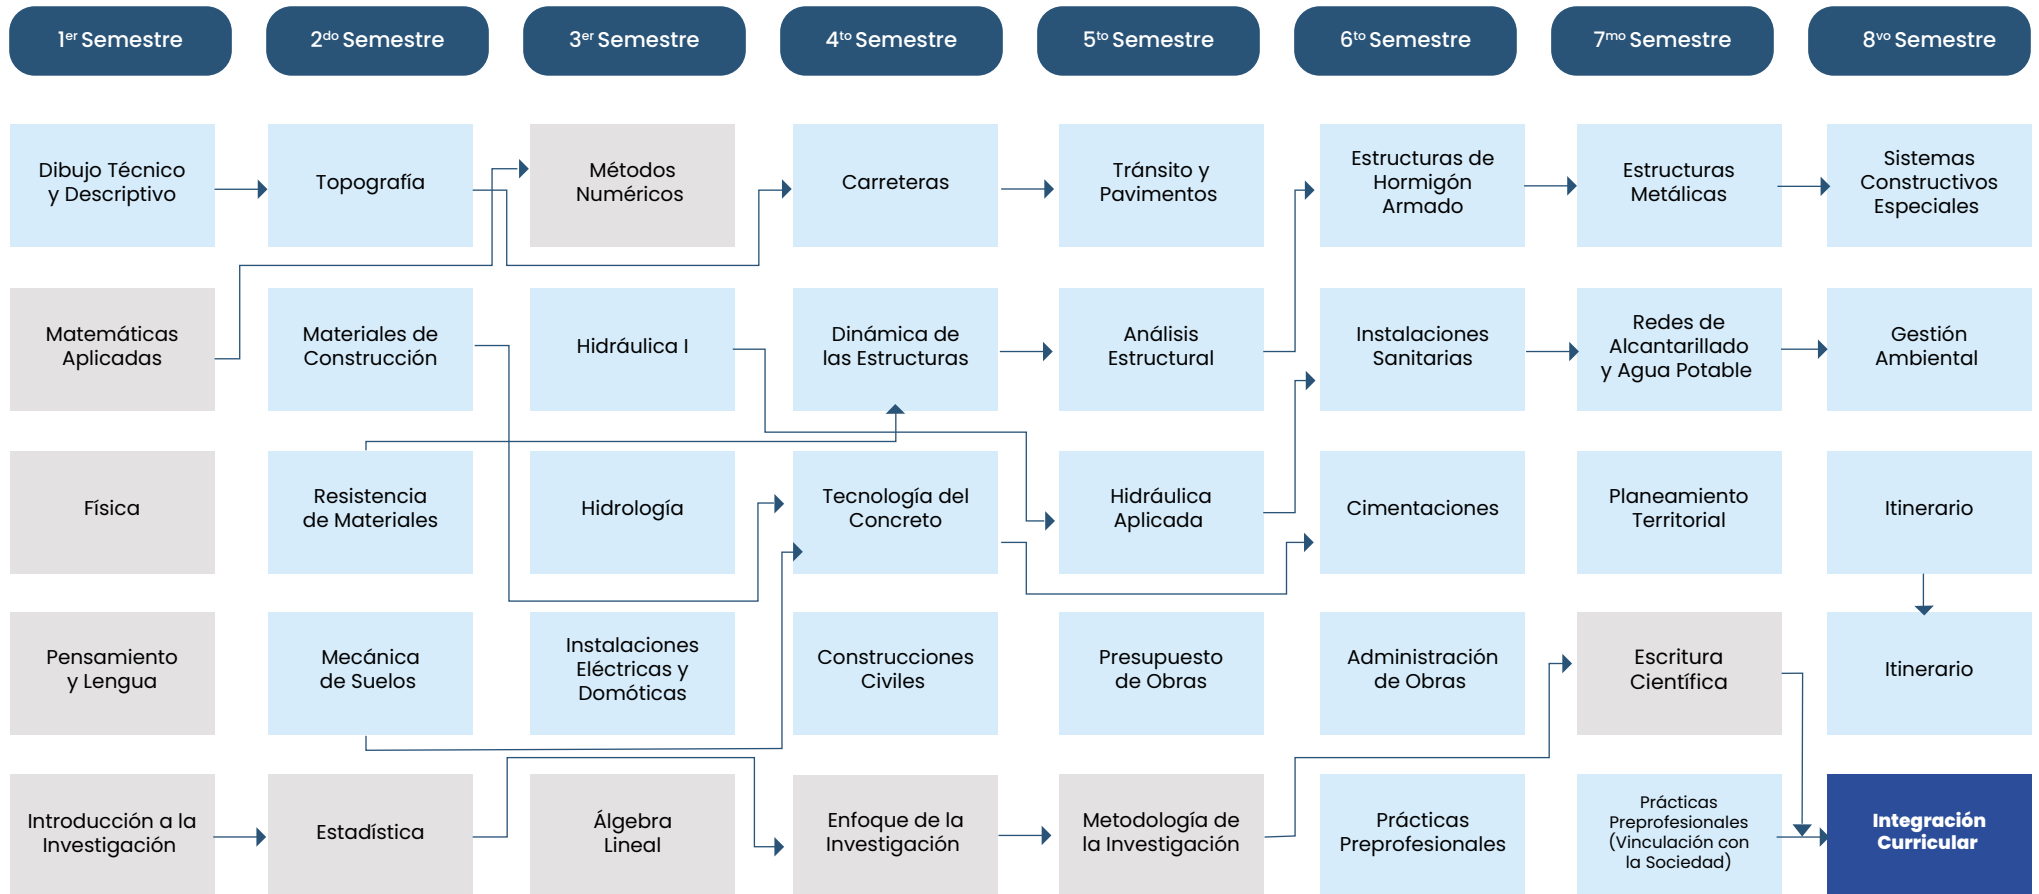 1er Semestre
2do Semestre
3er Semestre
4to Semestre
5to Semestre
6to Semestre
7mo Semestre
8vo Semestre
Dibujo Técnico
y Descriptivo
Topografía
Métodos
Numéricos
Carreteras
Tránsito y
Pavimentos
Estructuras de
Hormigón
Armado
Estructuras
Metálicas
Sistemas
Constructivos
Especiales
Matemáticas
Aplicadas
Materiales de
Construcción
Hidráulica I
Dinámica de
las Estructuras
Análisis
Estructural
Instalaciones
Sanitarias
Redes de
Alcantarillado
y Agua Potable
Gestión
Ambiental
Física
Resistencia
de Materiales
Hidrología
Tecnología del
Concreto
Hidráulica
Aplicada
Cimentaciones
Planeamiento
Territorial
Itinerario
Pensamiento
y Lengua
Mecánica
de Suelos
Instalaciones
Eléctricas y
Domóticas
Construcciones
Civiles
Presupuesto
de Obras
Administración
de Obras
Escritura
Científica
Itinerario
Introducción a la
Investigación
Estadística
Álgebra
Lineal
Enfoque de la
Investigación
Metodología de
la Investigación
Prácticas
Preprofesionales
Prácticas
Preprofesionales
(Vinculación con
la Sociedad)
Integración
Curricular